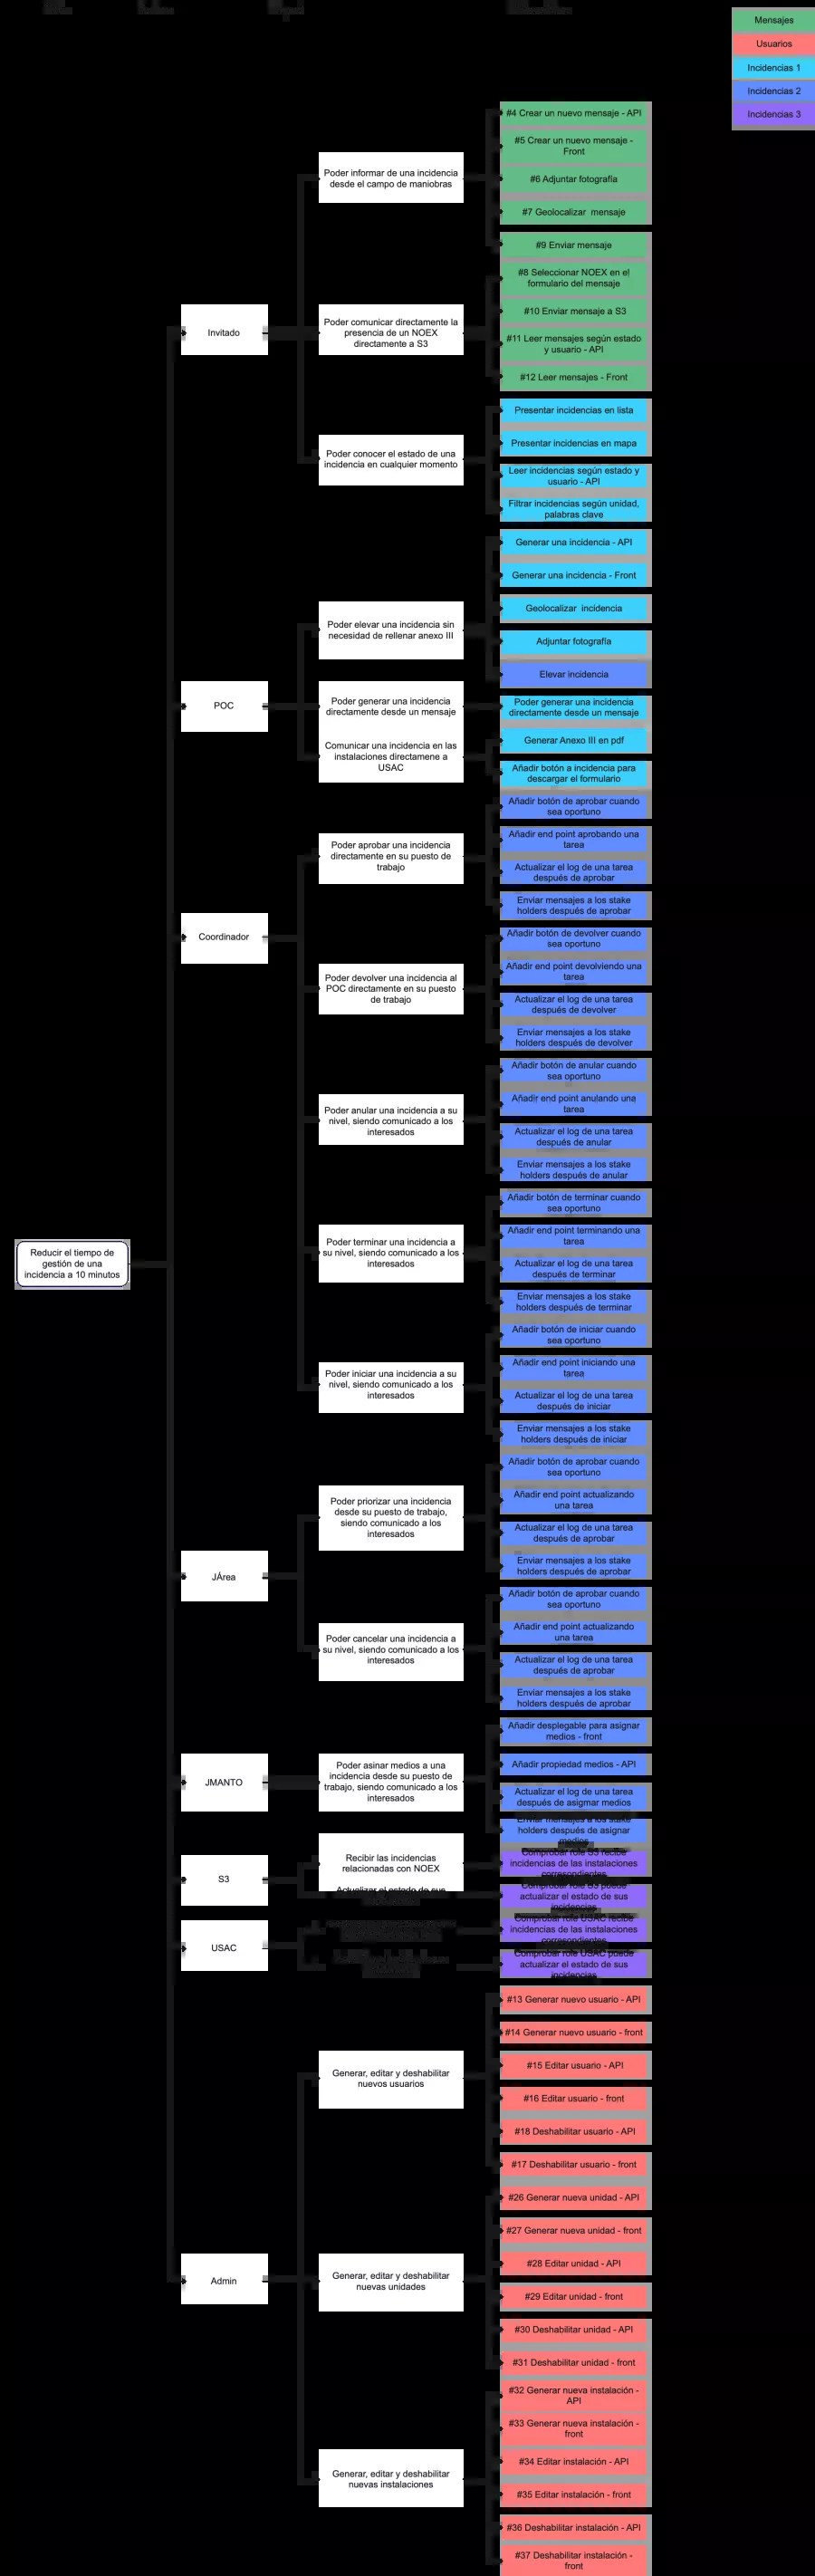 Mensajes
Usuarios
Incidencias 1
Incidencias 2
Incidencias 3
Reducir el tiempo de
gestión de una
incidencia a 10 minutos
Invitado
Poder informar de una incidencia
desde el campo de maniobras
#4 Crear un nuevo mensaje - API
#5 Crear un nuevo mensaje -
Front
#6 Adjuntar fotografía
#7 Geolocalizar mensaje
#9 Enviar mensaje
Poder comunicar directamente la
presencia de un NOEX
directamente a S3
#8 Seleccionar NOEX en el
formulario del mensaje
#10 Enviar mensaje a S3
#11 Leer mensajes según estado
y usuario - API
#12 Leer mensajes - Front
Poder conocer el estado de una
incidencia en cualquier momento
Presentar incidencias en lista
Presentar incidencias en mapa
Leer incidencias según estado y
usuario - API
Filtrar incidencias según unidad,
palabras clave
POC
Poder elevar una incidencia sin
necesidad de rellenar anexo III
Generar una incidencia - API
Generar una incidencia - Front
Geolocalizar incidencia
Adjuntar fotografía
Elevar incidencia
Poder generar una incidencia
directamente desde un mensaje
Poder generar una incidencia
directamente desde un mensaje
Comunicar una incidencia en las
instalaciones directamene a
USAC
Generar Anexo III en pdf
Añadir botón a incidencia para
descargar el formulario
Coordinador
Poder aprobar una incidencia
directamente en su puesto de
trabajo
Añadir botón de aprobar cuando
sea oportuno
Añadir end point aprobando una
tarea
Actualizar el log de una tarea
después de aprobar
Enviar mensajes a los stake
holders después de aprobar
Poder devolver una incidencia al
POC directamente en su puesto
de trabajo
Añadir botón de devolver cuando
sea oportuno
Añadir end point devolviendo una
tarea
Actualizar el log de una tarea
después de devolver
Enviar mensajes a los stake
holders después de devolver
Poder anular una incidencia a su
nivel, siendo comunicado a los
interesados
Añadir botón de anular cuando
sea oportuno
Añadir end point anulando una
tarea
Actualizar el log de una tarea
después de anular
Enviar mensajes a los stake
holders después de anular
Poder terminar una incidencia a
su nivel, siendo comunicado a los
interesados
Añadir botón de terminar cuando
sea oportuno
Añadir end point terminando una
tarea
Actualizar el log de una tarea
después de terminar
Enviar mensajes a los stake
holders después de terminar
Poder iniciar una incidencia a su
nivel, siendo comunicado a los
interesados
Añadir botón de iniciar cuando
sea oportuno
Añadir end point iniciando una
tarea
Actualizar el log de una tarea
después de iniciar
Enviar mensajes a los stake
holders después de iniciar
JÁrea
Poder priorizar una incidencia
desde su puesto de trabajo,
siendo comunicado a los
interesados
Añadir botón de aprobar cuando
sea oportuno
Añadir end point actualizando
una tarea
Actualizar el log de una tarea
después de aprobar
Enviar mensajes a los stake
holders después de aprobar
Poder cancelar una incidencia a
su nivel, siendo comunicado a los
interesados
Añadir botón de aprobar cuando
sea oportuno
Añadir end point actualizando
una tarea
Actualizar el log de una tarea
después de aprobar
Enviar mensajes a los stake
holders después de aprobar
JMANTO
Poder asinar medios a una
incidencia desde su puesto de
trabajo, siendo comunicado a los
interesados
Añadir desplegable para asignar
medios - front
Añadir propiedad medios - API
Actualizar el log de una tarea
después de asigmar medios
Enviar mensajes a los stake
holders después de asignar
medios
S3
Recibir las incidencias
relacionadas con NOEX
Comprobar role S3 recibe
incidencias de las instalaciones
corresondientes
Actualizar el estado de sus
Comprobar role S3 puede
actualizar el estado de sus
incidencias
USAC
Comprobar role USAC recibe
incidencias de las instalaciones
corresondientes
Comprobar role USAC puede
actualizar el estado de sus
incidencias
Admin
Generar, editar y deshabilitar
nuevos usuarios
#13 Generar nuevo usuario - API
#14 Generar nuevo usuario - front
#15 Editar usuario - API
#16 Editar usuario - front
#18 Deshabilitar usuario - API
#17 Deshabilitar usuario - front
Generar, editar y deshabilitar
nuevas unidades
#26 Generar nueva unidad - API
#27 Generar nueva unidad - front
#28 Editar unidad - API
#29 Editar unidad - front
#30 Deshabilitar unidad - API
#31 Deshabilitar unidad - front
Generar, editar y deshabilitar
nuevas instalaciones
#32 Generar nueva instalación -
API
#33 Generar nueva instalación -
front
#34 Editar instalación - API
#35 Editar instalación - front
#36 Deshabilitar instalación - API
#37 Deshabilitar instalación -
front